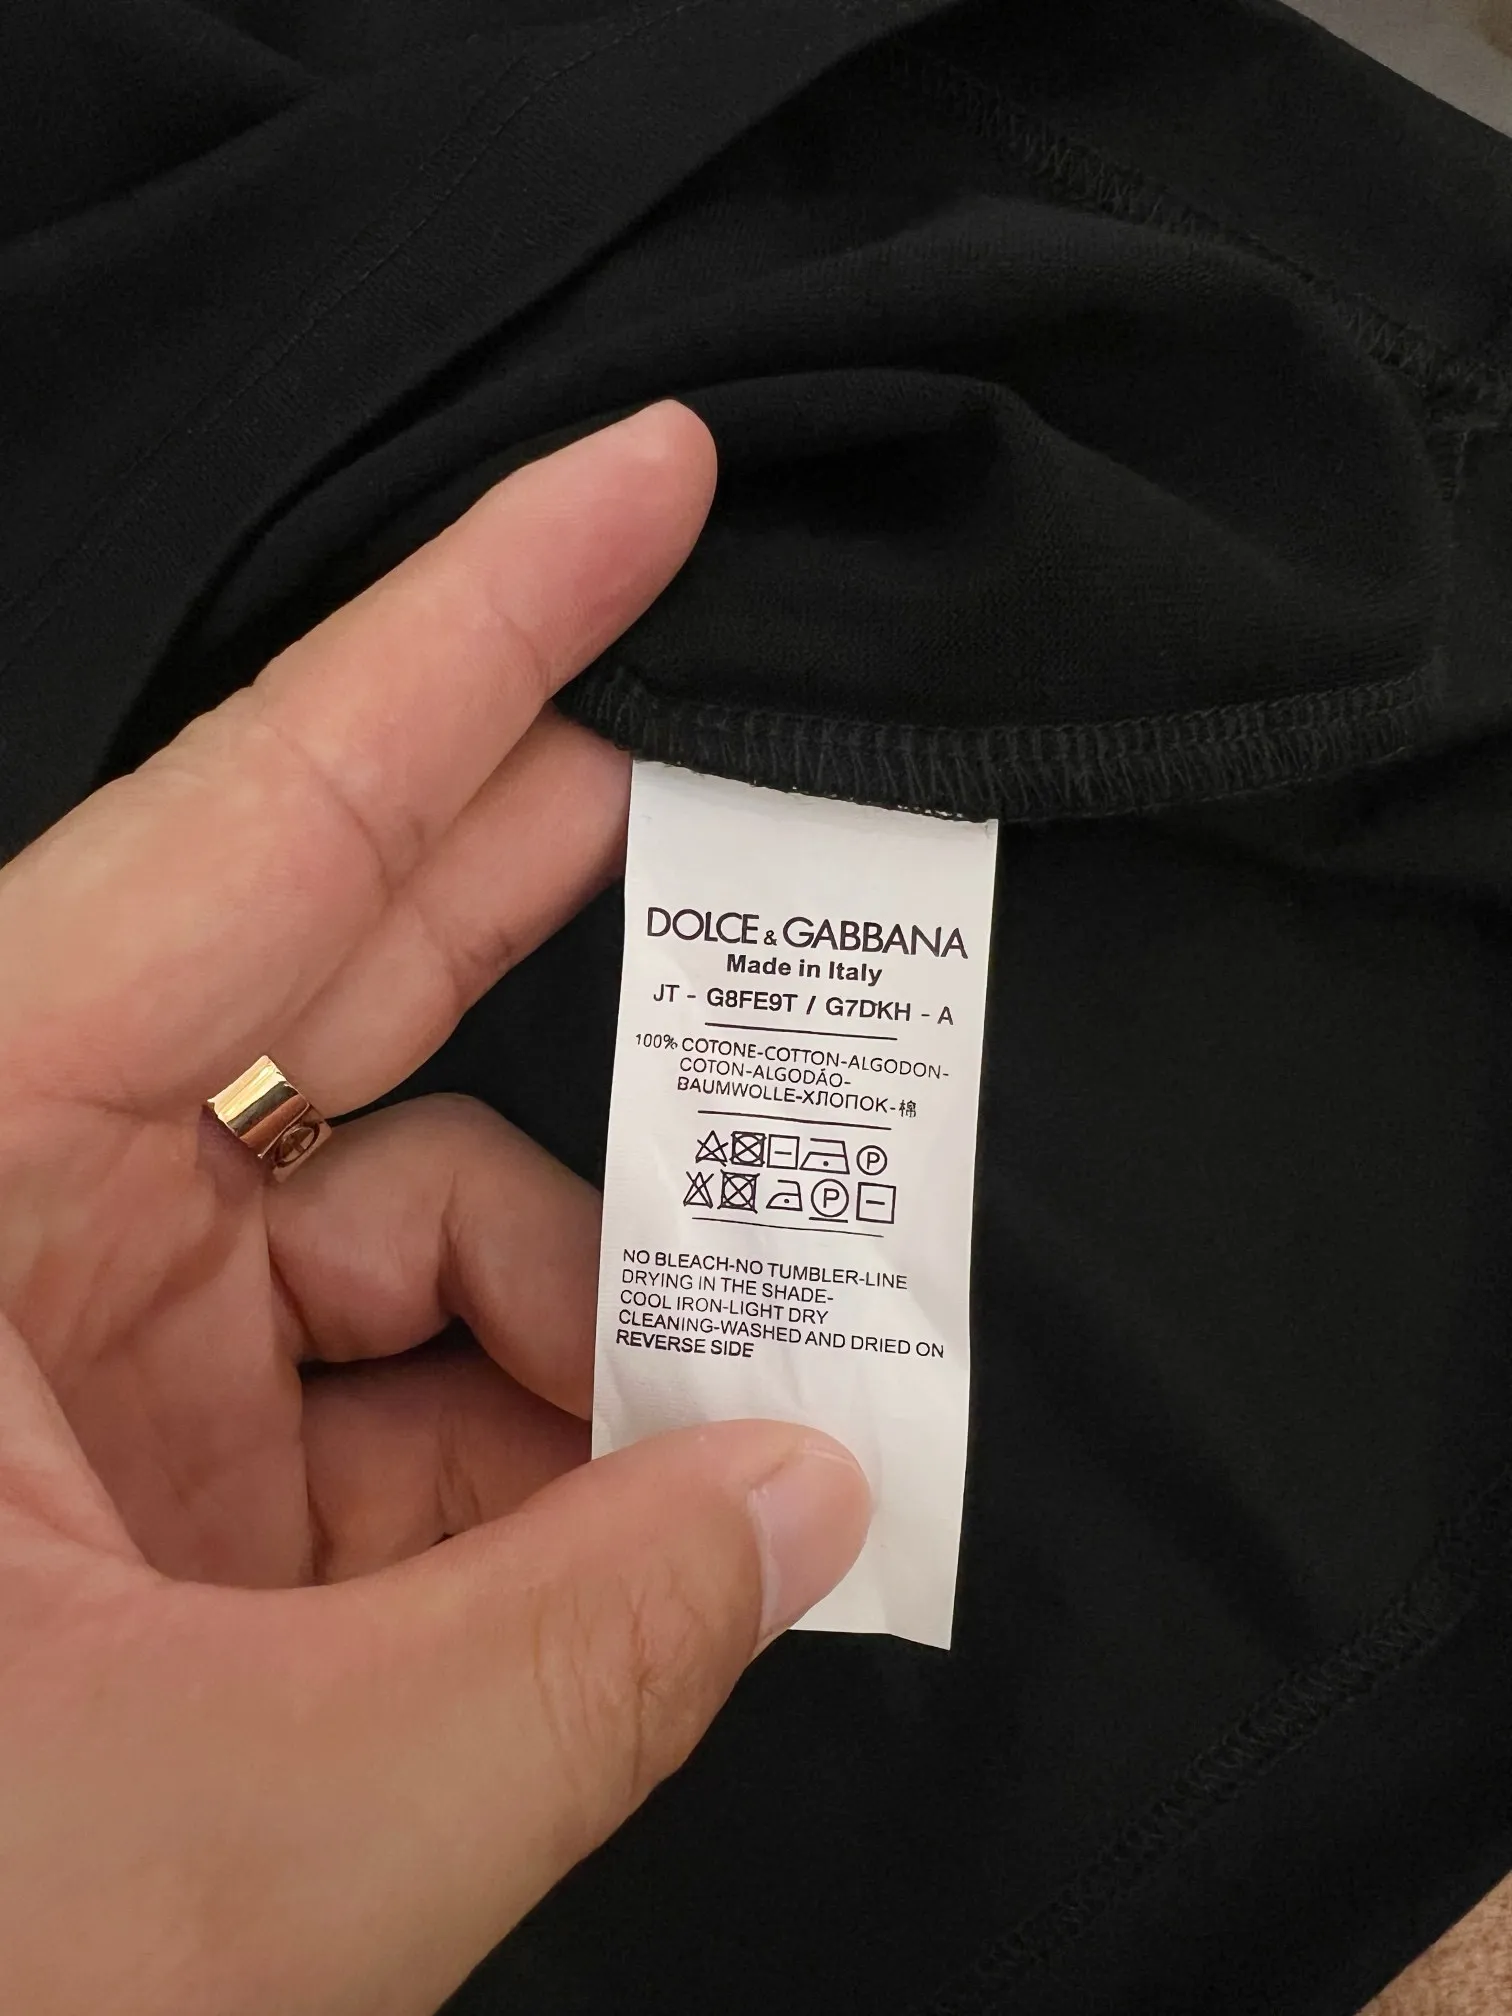 DOLCE & GABBANA
Made in Italy
JT - G8FE9T / G7DKH - A
100% COTONE-COTTON-ALGODON-
COTON-ALGODÁO-
BAUMWOLLE-ХЛОПОК-棉
P
P
NO BLEACH-NO TUMBLER-LINE
DRYING IN THE SHADE-
COOL IRON-LIGHT DRY
CLEANING-WASHED AND DRIED ON
REVERSE SIDE